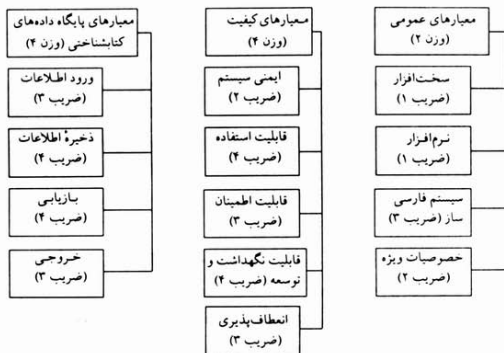 معیارهای عمومی
(وزن ۲)
سخت‌افزار
(ضریب ۱)
نرم‌افزار
(ضریب ۱)
سیستم فارسی
ساز (ضریب ۳)
خصوصیات ویژه
(ضریب ۲)
معیارهای کیفیت
(وزن ۴)
ایمنی سیستم
(ضریب ۲)
قابلیت استفاده
(ضریب ۴)
قابلیت اطمینان
(ضریب ۳)
قابلیت نگهداشت و
توسعه (ضریب ۴)
انعطاف‌پذیری
(ضریب ۳)
معیارهای پایگاه داده‌های
کتابشناختی (وزن ۴)
ورود اطلاعات
(ضریب ۳)
ذخیرهٔ اطلاعات
(ضریب ۴)
بازیابی
(ضریب ۴)
خروجی
(ضریب ۳)